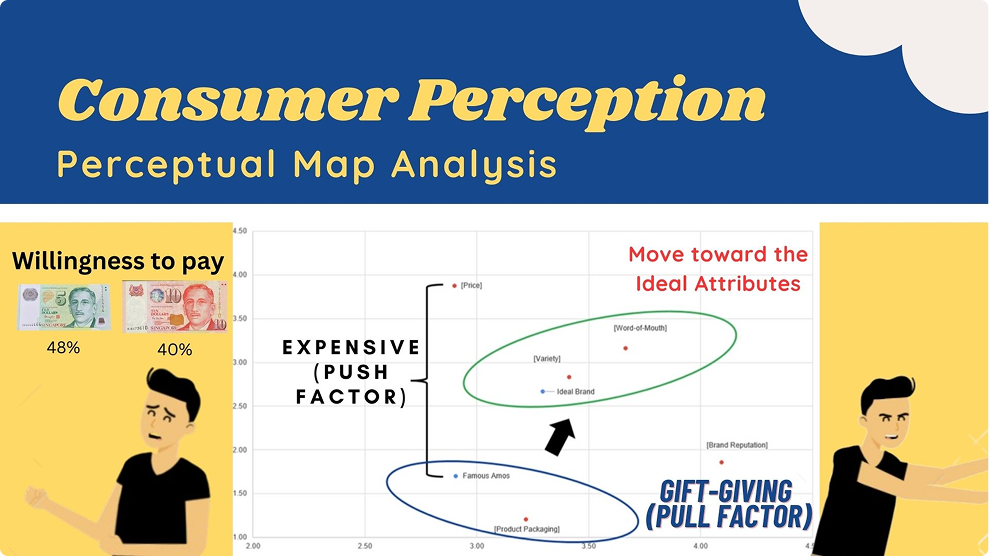 Consumer Perception
Perceptual Map Analysis
Willingness to pay
5
10
48%
40%
4.50
4.00
3.50
3.00
2.50
2.00
1.50
1.00
2.00
2.50
3.00
3.50
4.00
Move toward the
Ideal Attributes
[Price]
[Word-of-Mouth]
[Variety]
Ideal Brand
EXPENSIVE
(PUSH
FACTOR)
[Brand Reputation]
Famous Amos
[Product Packaging]
GIFT-GIVING
(PULL FACTOR)